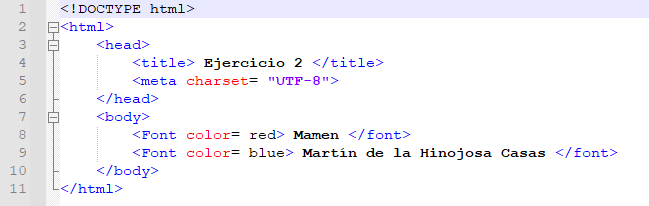 1 <!DOCTYPE html>
2 <html>
3 <head>
4 <title> Ejercicio 2 </title>
5 <meta charset= "UTF-8">
6 </head>
7 <body>
8 <Font color= red> Mamen </font>
9 <Font color= blue> Martín de la Hinojosa Casas </font>
10 </body>
11 </html>